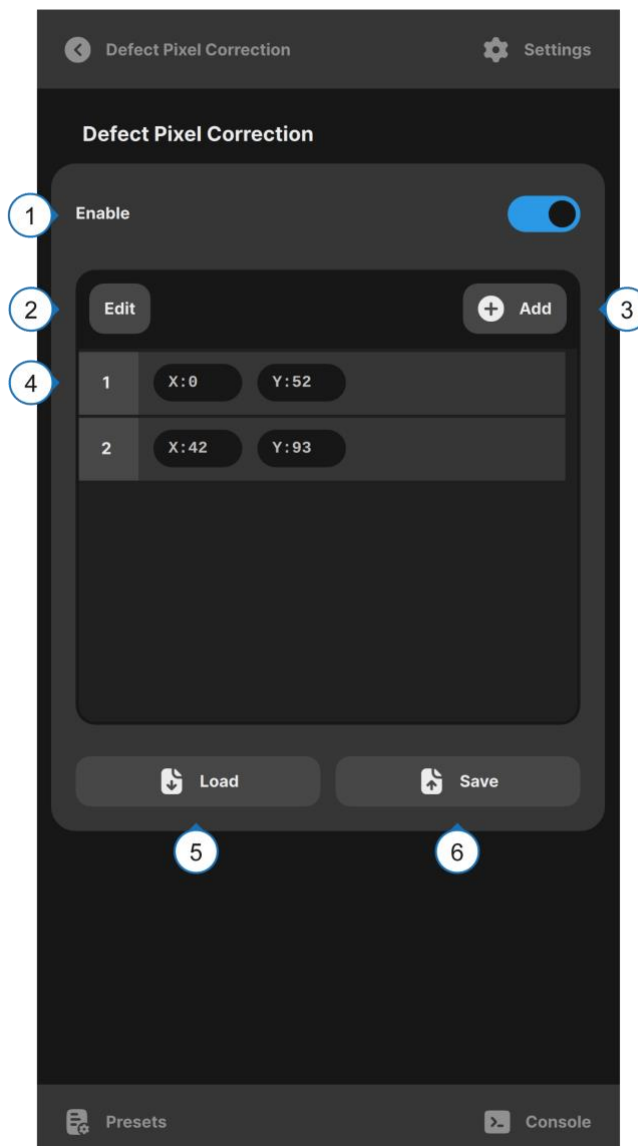 Defect Pixel Correction Settings
Defect Pixel Correction
1 Enable
2 Edit Add 3
4 1 X:0 Y:52
2 X:42 Y:93
Load Save
5 6
Presets Console